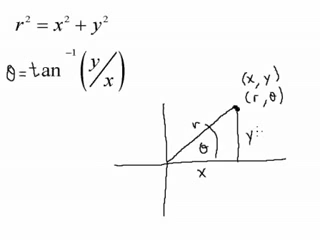 r² = x² + y²
θ = tan⁻¹(y/x)
(x, y)
(r, θ)
r
y
θ
x